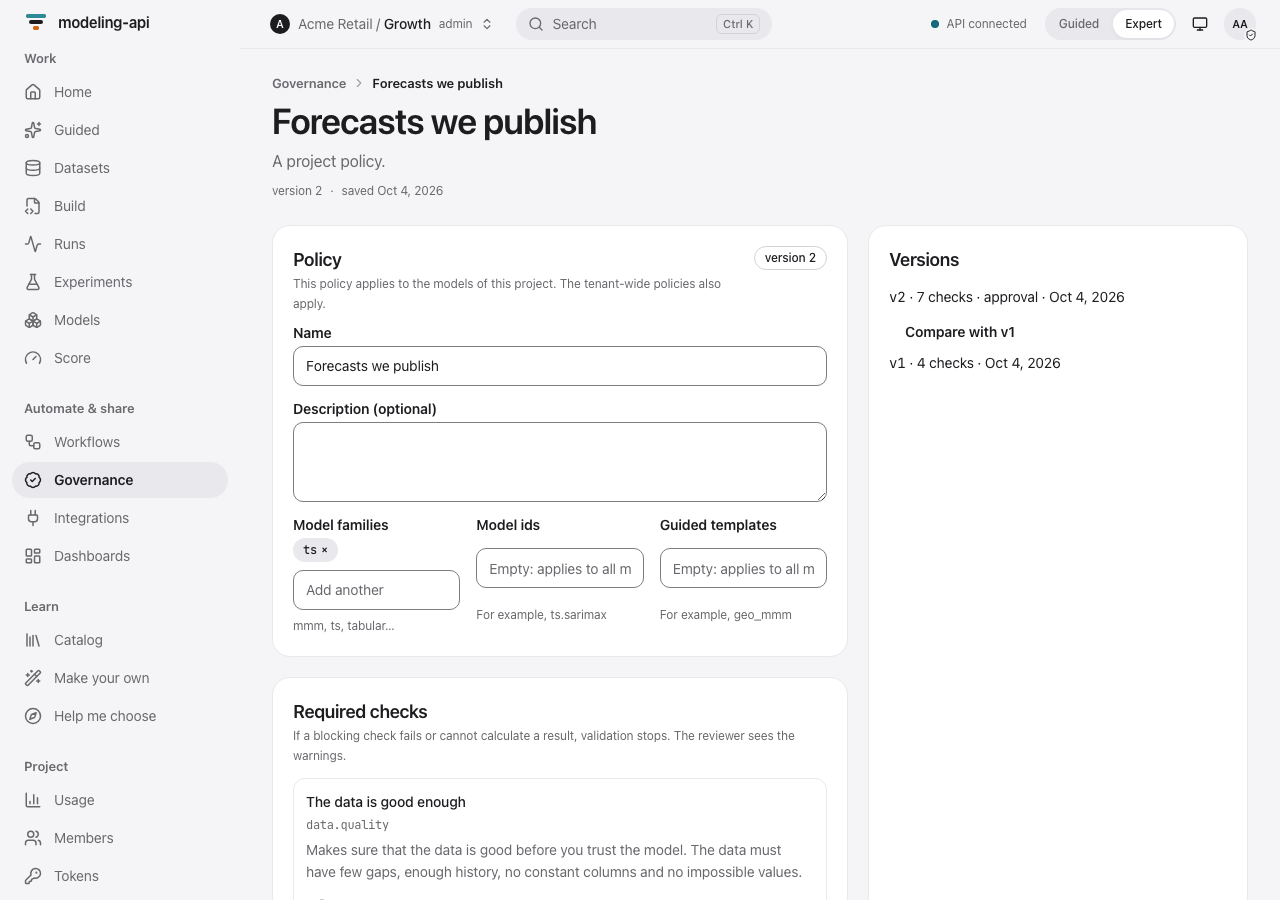 modeling-api
A Acme Retail / Growth admin
Search Ctrl K
API connected
Guided Expert
AA
Work
Home
Guided
Datasets
Build
Runs
Experiments
Models
Score
Automate & share
Workflows
Governance
Integrations
Dashboards
Learn
Catalog
Make your own
Help me choose
Project
Usage
Members
Tokens
Governance > Forecasts we publish
Forecasts we publish
A project policy.
version 2 · saved Oct 4, 2026
Policy
version 2
This policy applies to the models of this project. The tenant-wide policies also
apply.
Name
Forecasts we publish
Description (optional)
Model families
ts ×
Add another
mmm, ts, tabular...
Model ids
Empty: applies to all m
For example, ts.sarimax
Guided templates
Empty: applies to all m
For example, geo_mmm
Required checks
If a blocking check fails or cannot calculate a result, validation stops. The reviewer sees the
warnings.
The data is good enough
data.quality
Makes sure that the data is good before you trust the model. The data must
have few gaps, enough history, no constant columns and no impossible values.
Versions
v2 · 7 checks · approval · Oct 4, 2026
Compare with v1
v1 · 4 checks · Oct 4, 2026